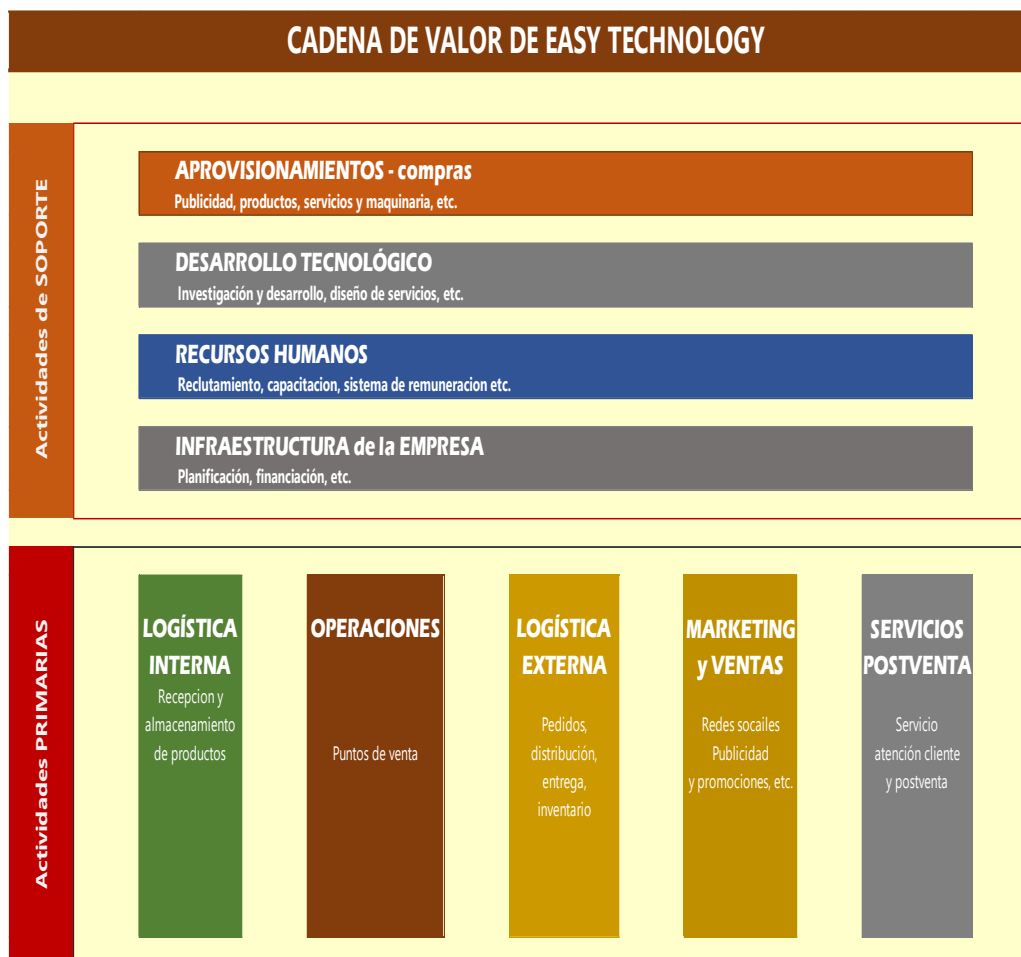 CADENA DE VALOR DE EASY TECHNOLOGY
Actividades de SOPORTE
APROVISIONAMIENTOS - compras
Publicidad, productos, servicios y maquinaria, etc.
DESARROLLO TECNOLÓGICO
Investigación y desarrollo, diseño de servicios, etc.
RECURSOS HUMANOS
Reclutamiento, capacitacion, sistema de remuneracion etc.
INFRAESTRUCTURA de la EMPRESA
Planificación, financiación, etc.
Actividades PRIMARIAS
LOGÍSTICA
INTERNA
Recepcion y
almacenamiento
de productos
OPERACIONES
Puntos de venta
LOGÍSTICA
EXTERNA
Pedidos,
distribución,
entrega,
inventario
MARKETING
y VENTAS
Redes socailes
Publicidad
y promociones, etc.
SERVICIOS
POSTVENTA
Servicio
atención cliente
y postventa